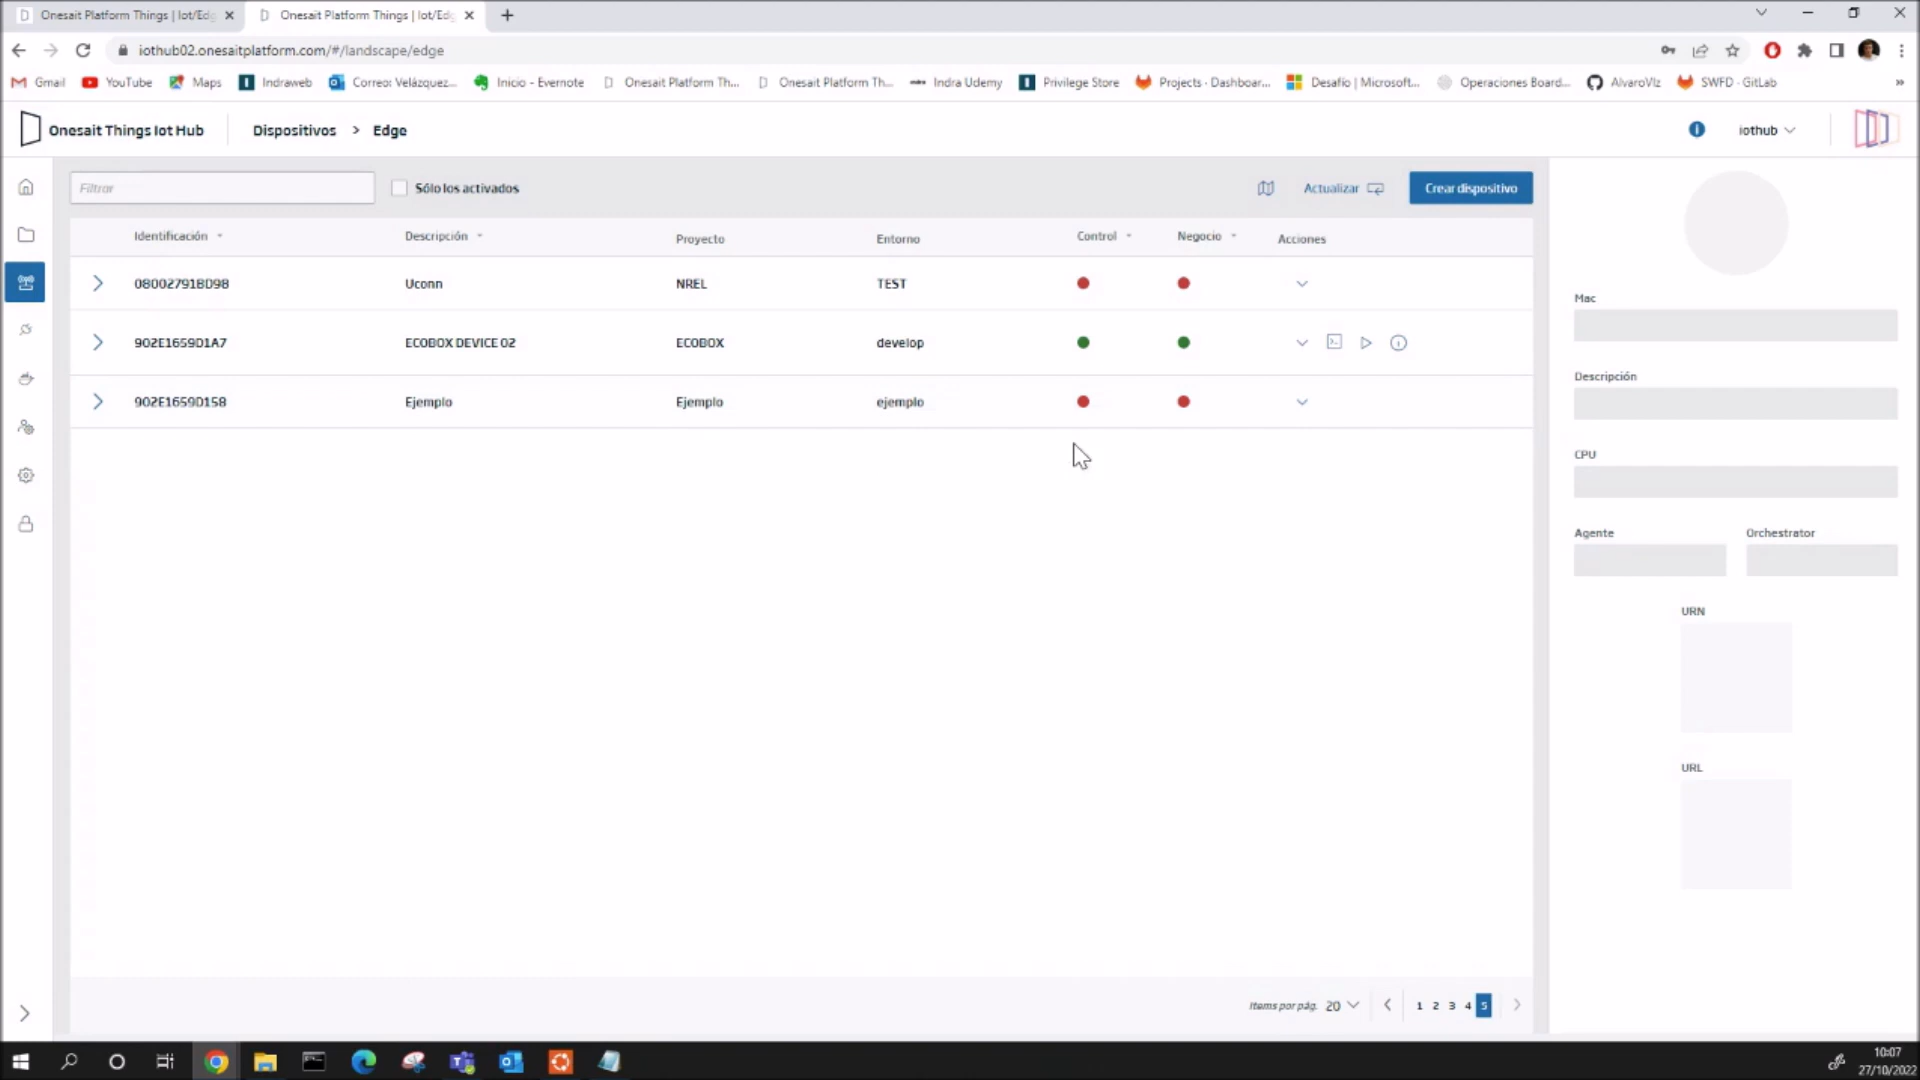 Onesait Platform Things | Iot/Edg
Onesait Platform Things | Iot/Edg
iothub02.onesaitplatform.com/#/landscape/edge
Gmail
YouTube
Maps
Indraweb
Correo: Velázquez...
Inicio - Evernote
Onesait Platform Th...
Onesait Platform Th...
Indra Udemy
Privilege Store
Projects · Dashboar...
Desafío | Microsoft...
Operaciones Board...
AlvaroVlz
SWFD · GitLab
»
Onesait Things Iot Hub
Dispositivos > Edge
iothub
Filtrar
Sólo los activados
Actualizar
Crear dispositivo
Identificación Descripción Proyecto Entorno Control Negocio Acciones
08002791BD98 Uconn NREL TEST
902E1659D1A7 ECOBOX DEVICE 02 ECOBOX develop
902E1659D158 Ejemplo Ejemplo ejemplo
Items por pág. 20 1 2 3 4 5
Mac
Descripción
CPU
Agente Orchestrator
URN
URL
10:07
27/10/2022